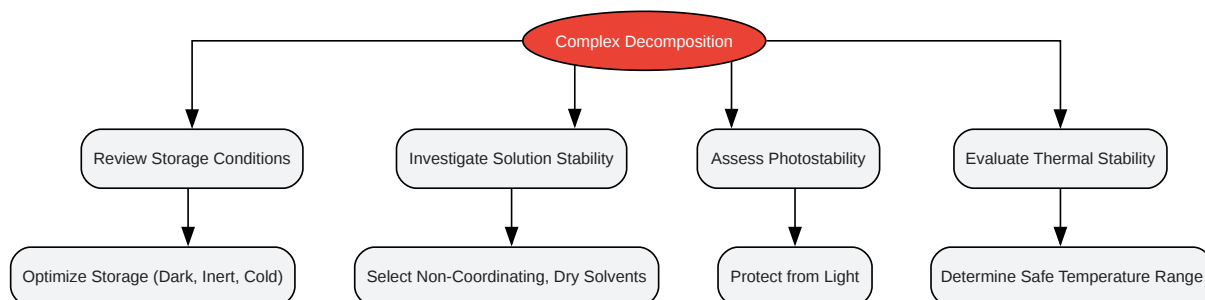 Complex Decomposition
Review Storage Conditions
Investigate Solution Stability
Assess Photostability
Evaluate Thermal Stability
Optimize Storage (Dark, Inert, Cold)
Select Non-Coordinating, Dry Solvents
Protect from Light
Determine Safe Temperature Range